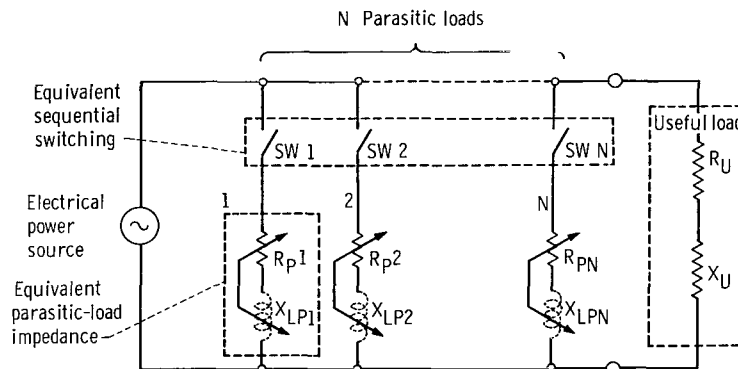 N Parasitic loads
Equivalent
sequential
switching
Useful load
SW 1
SW 2
SW N
R_U
Electrical
power
source
1
2
N
R_P1
R_P2
R_PN
X_U
Equivalent
parasitic-load
impedance
X_LP1
X_LP2
X_LPN